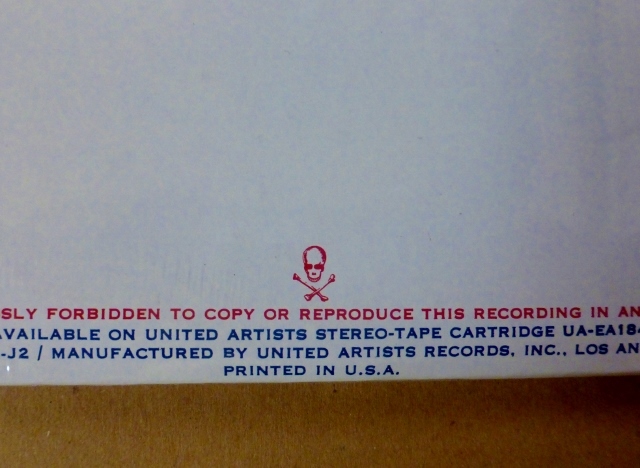 SLY FORBIDDEN TO COPY OR REPRODUCE THIS RECORDING IN AN
AVAILABLE ON UNITED ARTISTS STEREO-TAPE CARTRIDGE UA-EA184
-J2 / MANUFACTURED BY UNITED ARTISTS RECORDS, INC., LOS AN
PRINTED IN U.S.A.